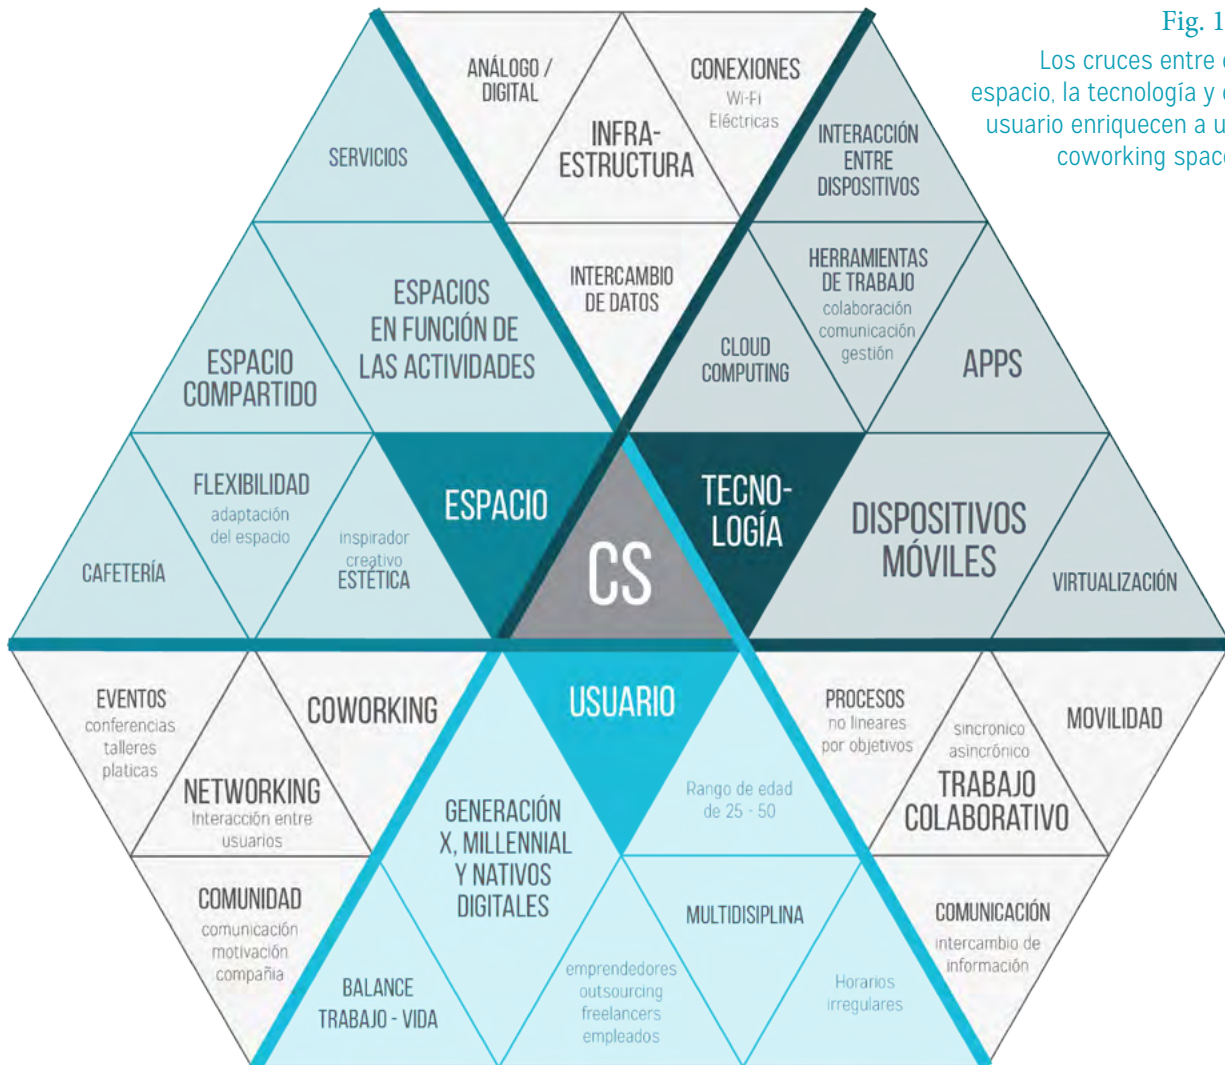 Fig. 1
Los cruces entre
espacio, la tecnología y
usuario enriquecen a
coworking space
SERVICIOS
ANÁLOGO /
DIGITAL
INFRA-
ESTRUCTURA
CONEXIONES
Wi-Fi
Eléctricas
INTERCAMBIO
DE DATOS
INTERACCIÓN
ENTRE
DISPOSITIVOS
HERRAMIENTAS
DE TRABAJO
colaboración
comunicación
gestión
CLOUD
COMPUTING
APPS
ESPACIOS
EN FUNCIÓN DE
LAS ACTIVIDADES
ESPACIO
COMPARTIDO
FLEXIBILIDAD
adaptación
del espacio
CAFETERÍA
inspirador
creativo
ESTÉTICA
ESPACIO
CS
TECNO-
LOGÍA
DISPOSITIVOS
MÓVILES
VIRTUALIZACIÓN
EVENTOS
conferencias
talleres
platicas
COWORKING
NETWORKING
Interacción entre
usuarios
COMUNIDAD
comunicación
motivación
compañia
USUARIO
GENERACIÓN
X, MILLENNIAL
Y NATIVOS
DIGITALES
Rango de edad
de 25 - 50
MULTIDISIPLINA
BALANCE
TRABAJO - VIDA
emprendedores
outsourcing
freelancers
empleados
Horarios
irregulares
PROCESOS
no lineares
por objetivos
sincronico
asincrónico
TRABAJO
COLABORATIVO
MOVILIDAD
COMUNICACIÓN
intercambio de
información